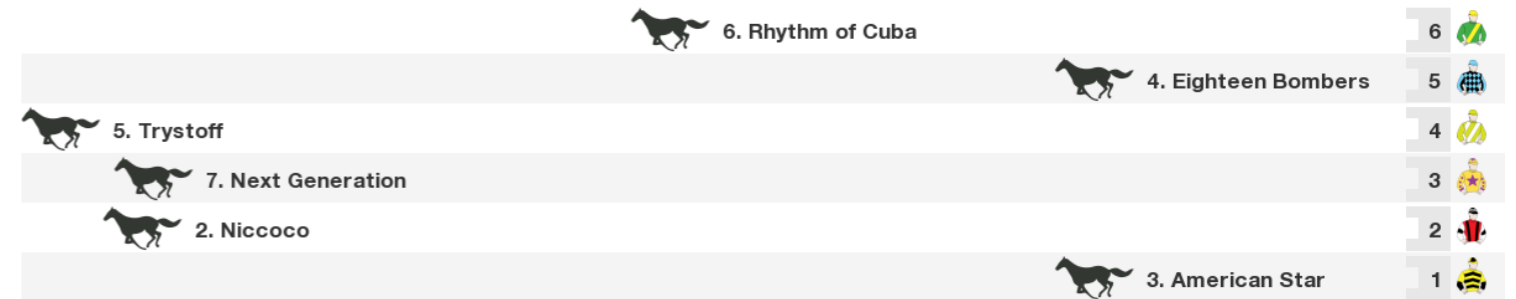 6. Rhythm of Cuba 6
4. Eighteen Bombers 5
5. Trystoff 4
7. Next Generation 3
2. Niccoco 2
3. American Star 1